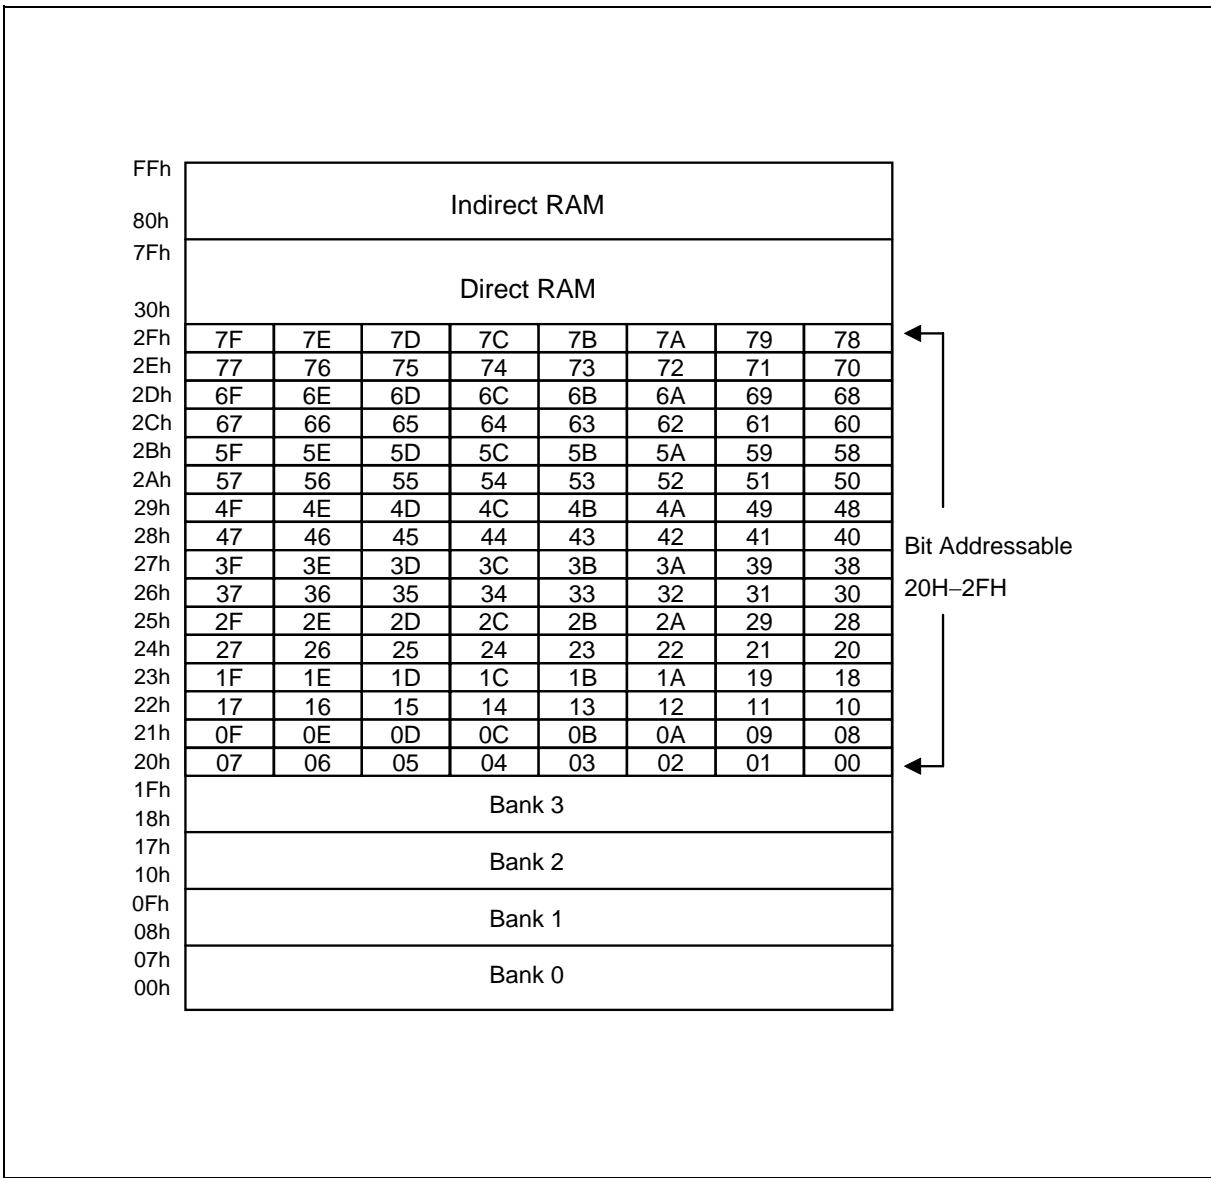 FFh
Indirect RAM
80h
7Fh
Direct RAM
30h
2Fh 7F 7E 7D 7C 7B 7A 79 78
2Eh 77 76 75 74 73 72 71 70
2Dh 6F 6E 6D 6C 6B 6A 69 68
2Ch 67 66 65 64 63 62 61 60
2Bh 5F 5E 5D 5C 5B 5A 59 58
2Ah 57 56 55 54 53 52 51 50
29h 4F 4E 4D 4C 4B 4A 49 48
28h 47 46 45 44 43 42 41 40
Bit Addressable
27h 3F 3E 3D 3C 3B 3A 39 38
26h 37 36 35 34 33 32 31 30
20H–2FH
25h 2F 2E 2D 2C 2B 2A 29 28
24h 27 26 25 24 23 22 21 20
23h 1F 1E 1D 1C 1B 1A 19 18
22h 17 16 15 14 13 12 11 10
21h 0F 0E 0D 0C 0B 0A 09 08
20h 07 06 05 04 03 02 01 00
1Fh
Bank 3
18h
17h
Bank 2
10h
0Fh
Bank 1
08h
07h
Bank 0
00h